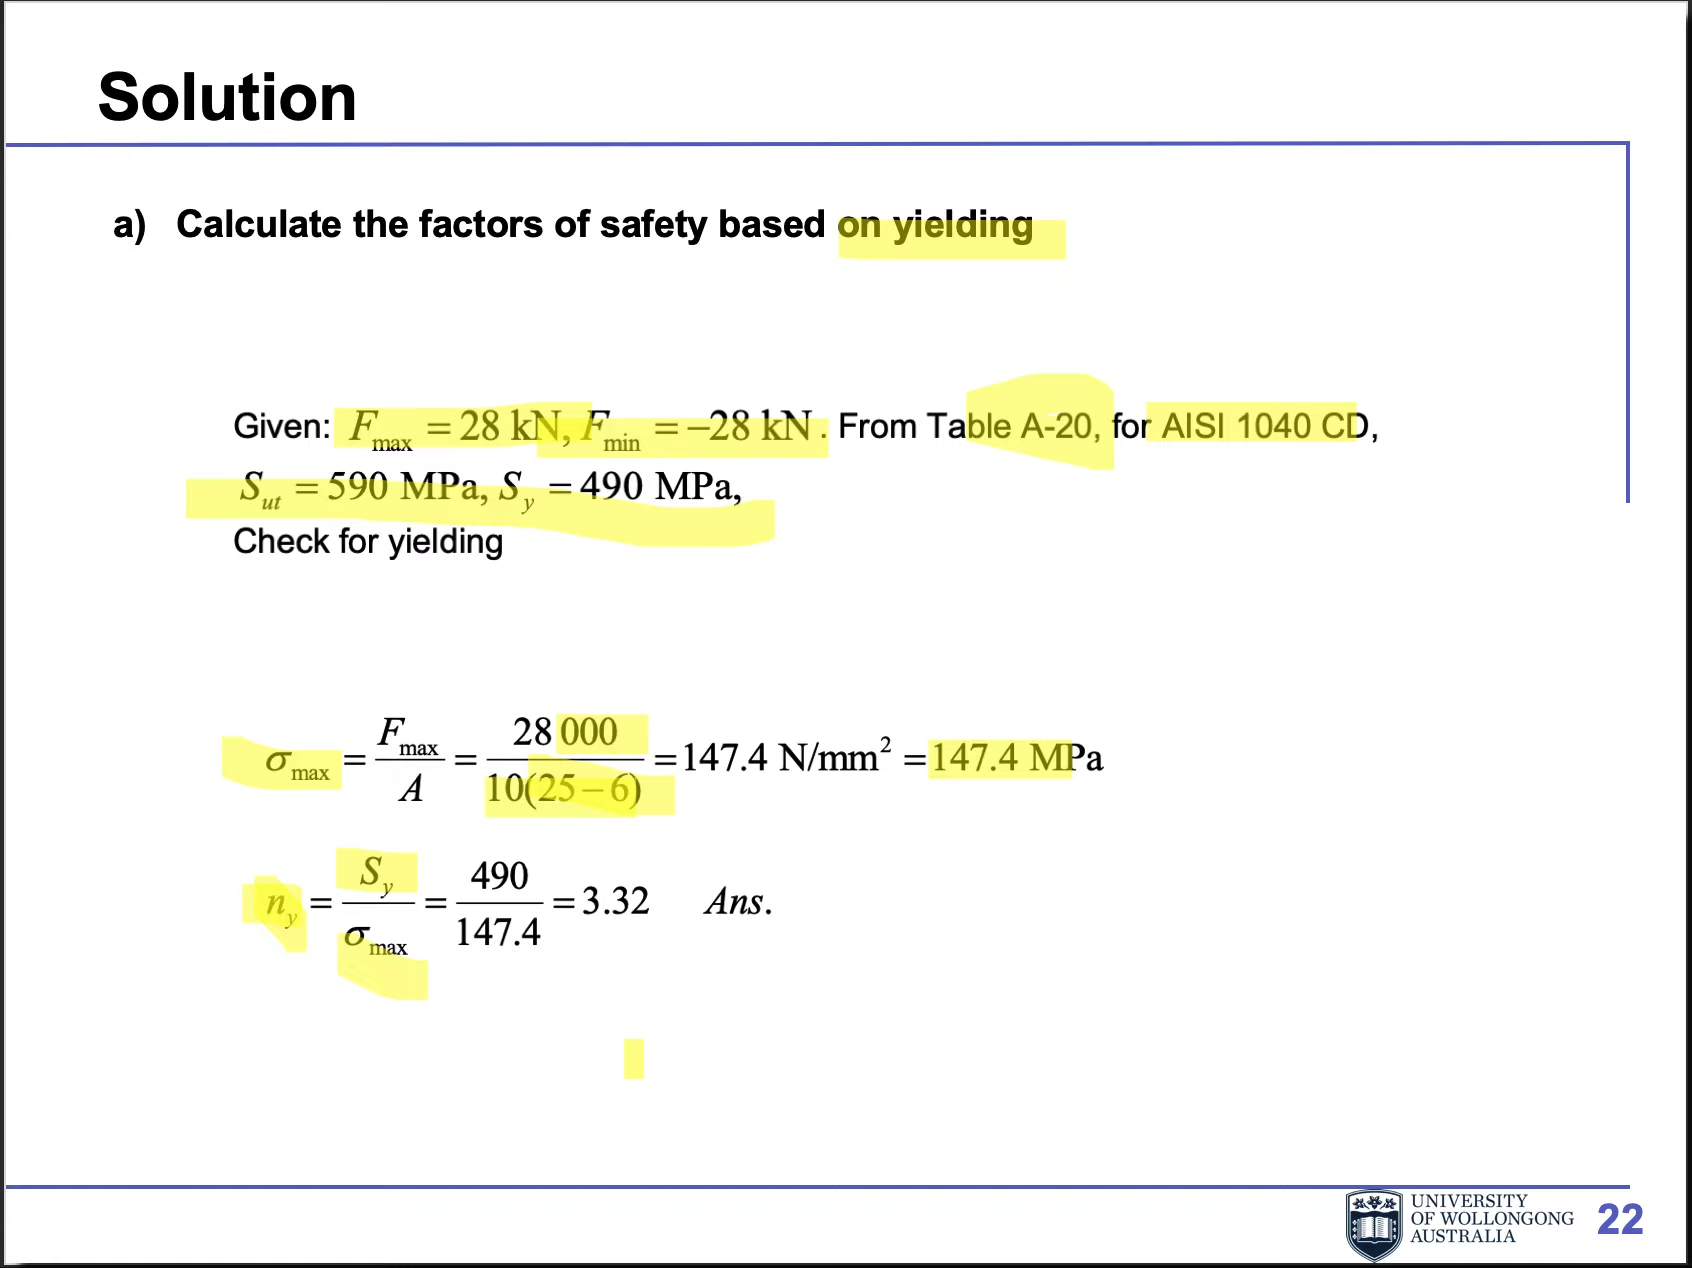 Solution
a) Calculate the factors of safety based on yielding
Given: F_max = 28 kN, F_min = −28 kN. From Table A-20, for AISI 1040 CD,
S_ut = 590 MPa, S_y = 490 MPa,
Check for yielding
σ_max = F_max / A = 28 000 / 10(25 − 6) = 147.4 N/mm² = 147.4 MPa
n_y = S_y / σ_max = 490 / 147.4 = 3.32 Ans.
UNIVERSITY
OF WOLLONGONG
AUSTRALIA
22